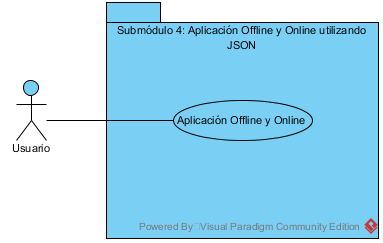 Submódulo 4: Aplicación Offline y Online utilizando
JSON
Aplicación Offline y Online
Usuario
Powered By Visual Paradigm Community Edition